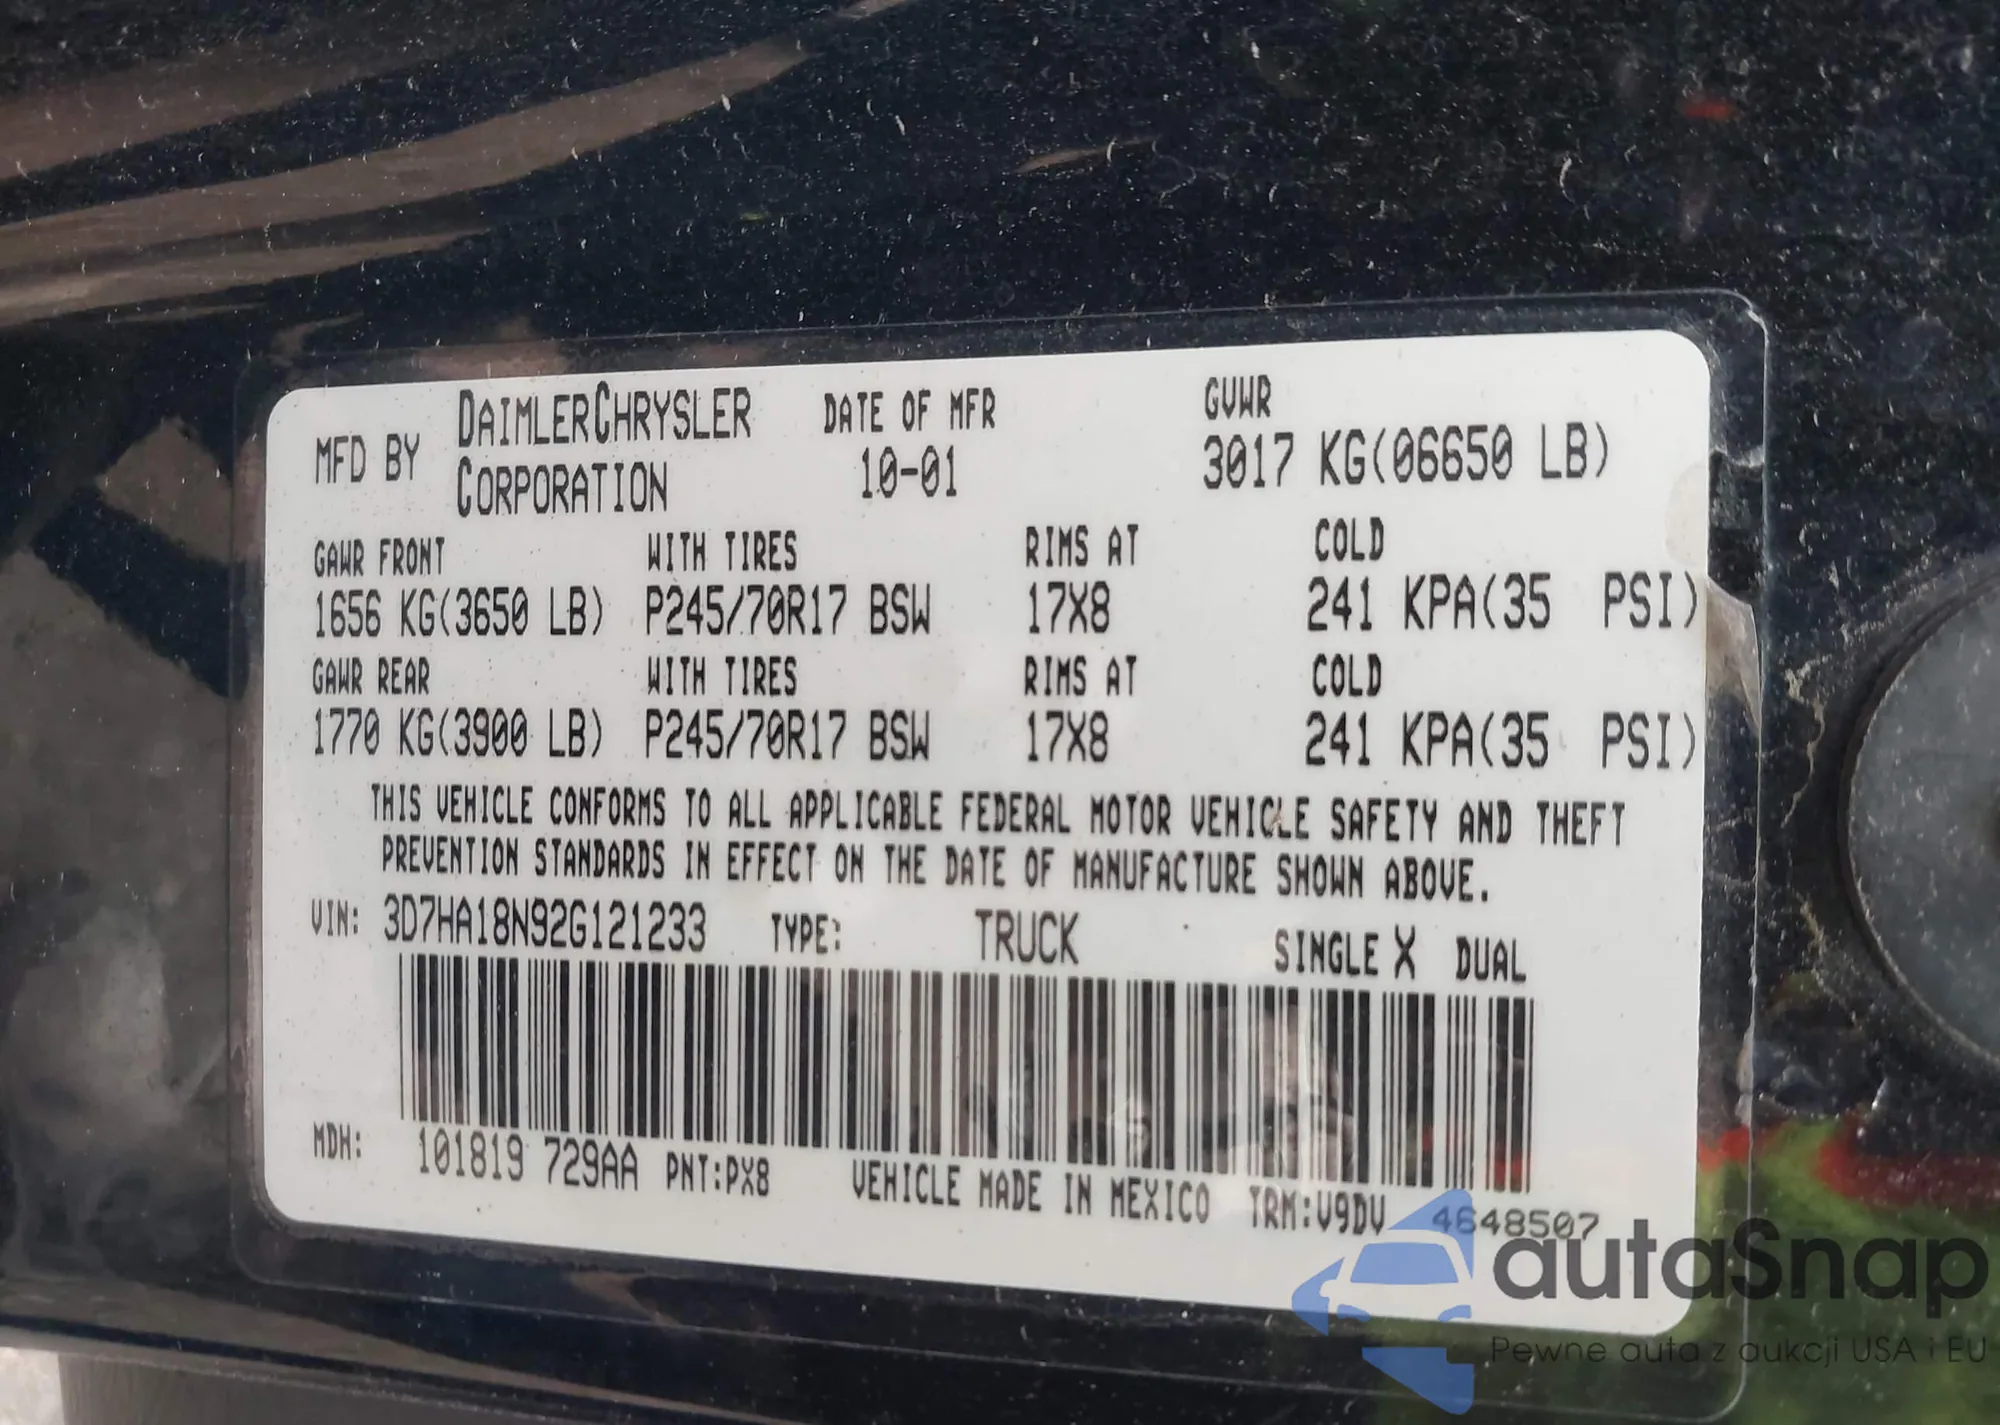 MFD BY DAIMLERCHRYSLER CORPORATION DATE OF MFR 10-01 GVWR 3017 KG(06650 LB)
GAWR FRONT WITH TIRES RIMS AT COLD
1656 KG(3650 LB) P245/70R17 BSW 17X8 241 KPA(35 PSI)
GAWR REAR WITH TIRES RIMS AT COLD
1770 KG(3900 LB) P245/70R17 BSW 17X8 241 KPA(35 PSI)
THIS VEHICLE CONFORMS TO ALL APPLICABLE FEDERAL MOTOR VEHICLE SAFETY AND THEFT
PREVENTION STANDARDS IN EFFECT ON THE DATE OF MANUFACTURE SHOWN ABOVE.
VIN: 3D7HA18N92G121233 TYPE: TRUCK SINGLE X DUAL
MDH: 101819 729AA PNT:PX8 VEHICLE MADE IN MEXICO TRM:V9DV 4648507
autaSnap
Pewne auta z aukcji USA i EU